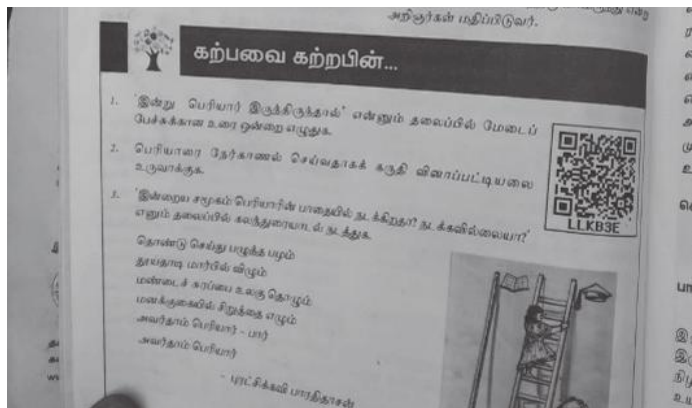 அறிஞர்கள் மதிப்பிடுவர்.
கற்பவை கற்றபின்...
1. 'இன்று பெரியார் இருந்திருந்தால்' என்னும் தலைப்பில் மேடைப்
பேச்சுக்கான உரை ஒன்றை எழுதுக.
2. பெரியாரை நேர்காணல் செய்வதாகக் கருதி வினாப்பட்டியலை
உருவாக்குக.
3. 'இன்றைய சமூகம் பெரியாரின் பாதையில் நடக்கிறதா? நடக்கவில்லையா?'
எனும் தலைப்பில் கலந்துரையாடல் நடத்துக.
LLKB3E
தொண்டு செய்து பழுத்த பழம்
தூயதாடி மார்பில் விழும்
மண்டைச் சுரப்பை உலகு தொழும்
மனக்குகையில் சிறுத்தை எழும்
அவர்தாம் பெரியார் - பார்
அவர்தாம் பெரியார்
- புரட்சிக்கவி பாரதிதாசன்